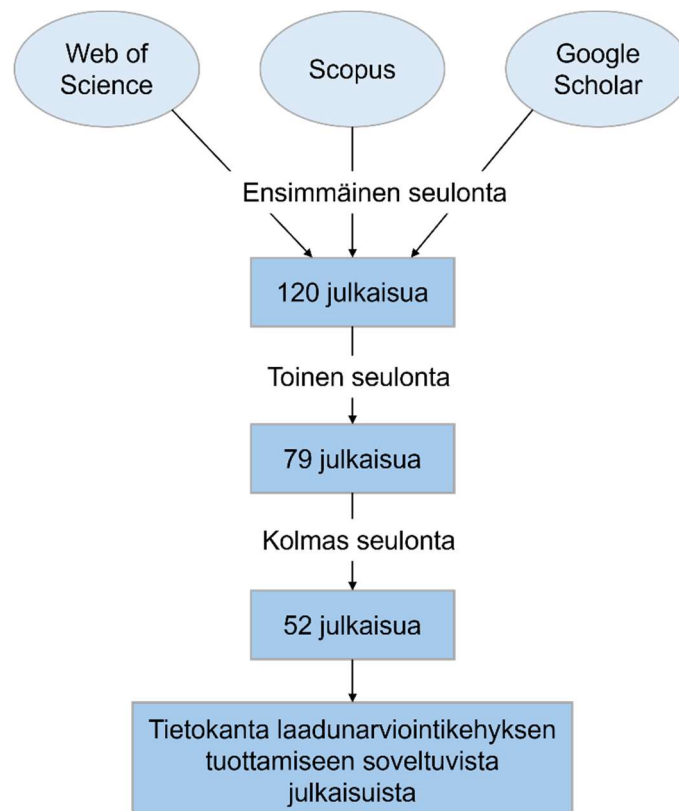 Web of
Science
Scopus
Google
Scholar
Ensimmäinen seulonta
120 julkaisua
Toinen seulonta
79 julkaisua
Kolmas seulonta
52 julkaisua
Tietokanta laadunarviointikehyksen
tuottamiseen soveltuvista
julkaisuista